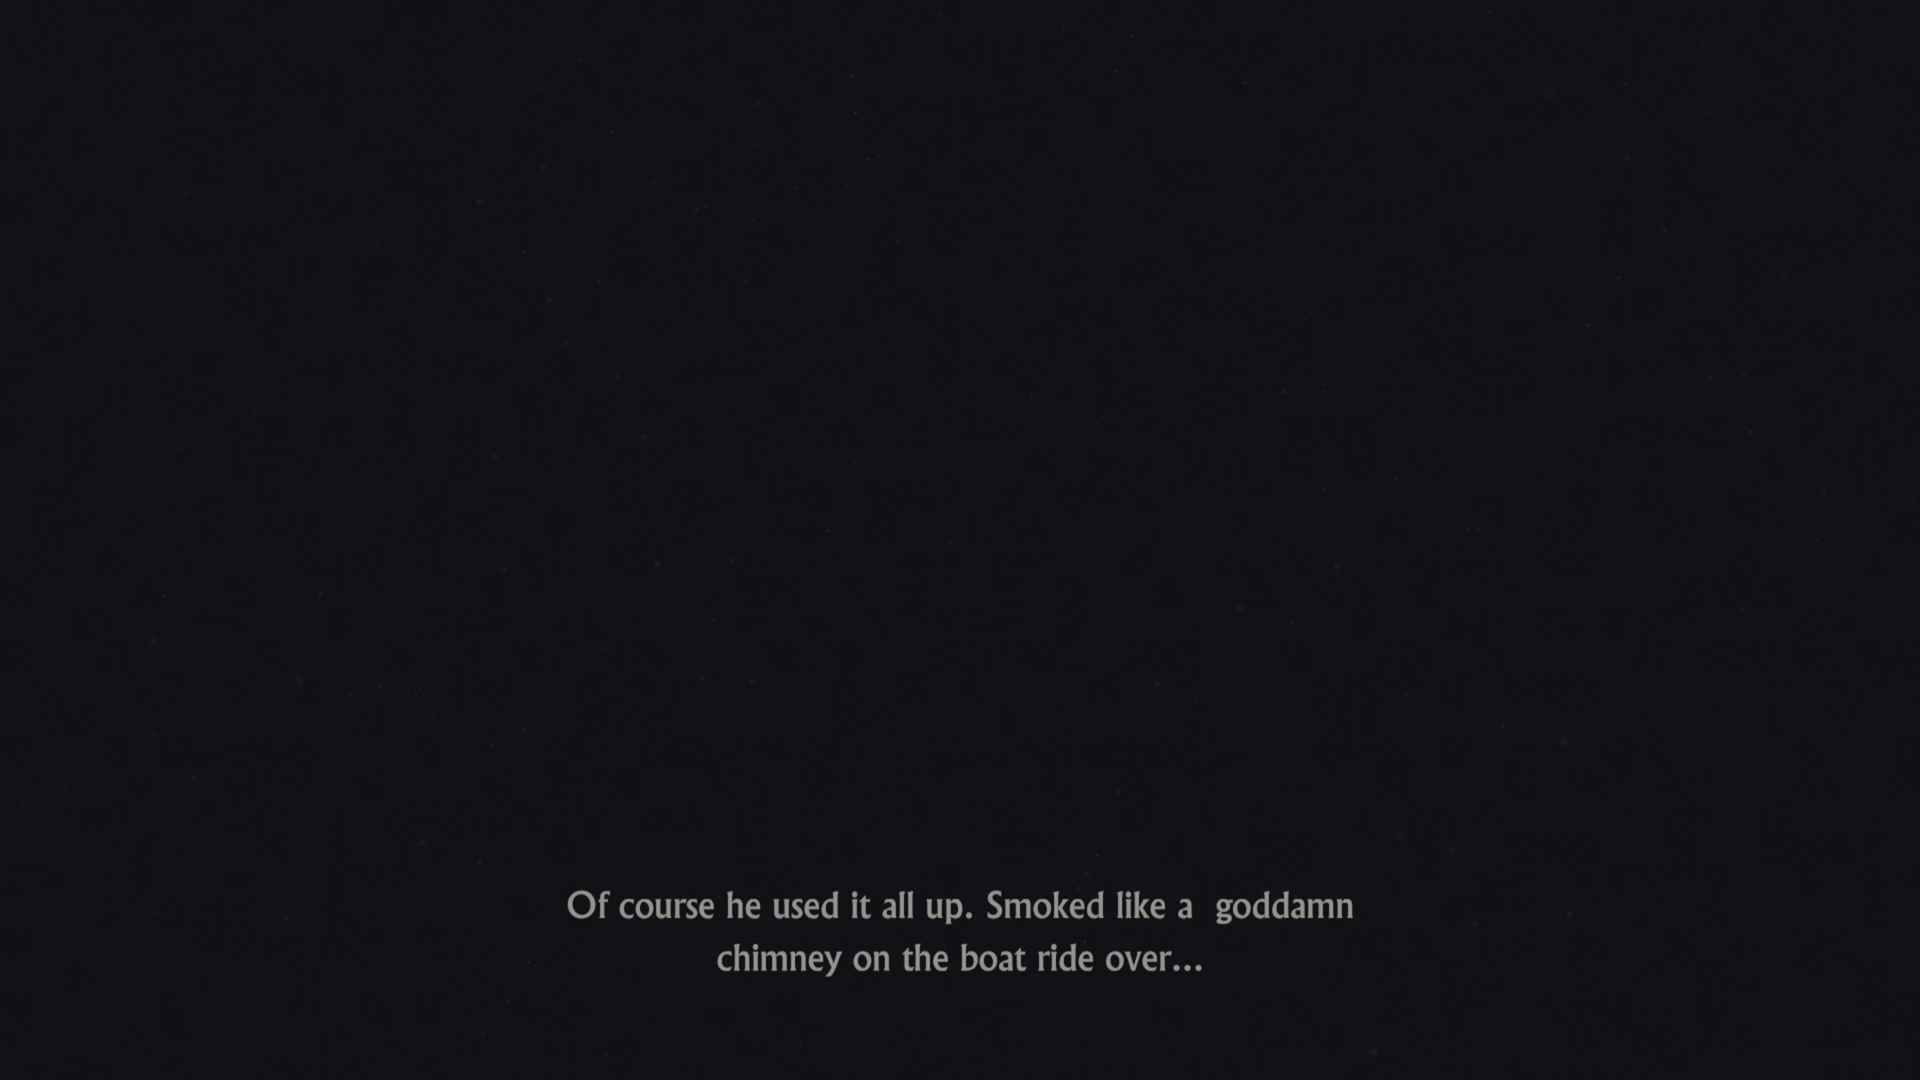 Of course he used it all up. Smoked like a  goddamn
chimney on the boat ride over...